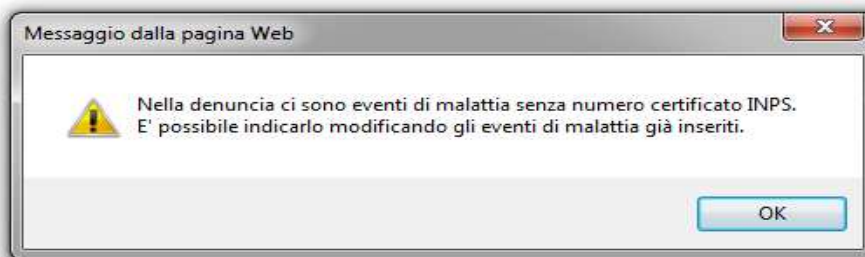 Messaggio dalla pagina Web
Nella denuncia ci sono eventi di malattia senza numero certificato INPS.
E' possibile indicarlo modificando gli eventi di malattia già inseriti.
OK